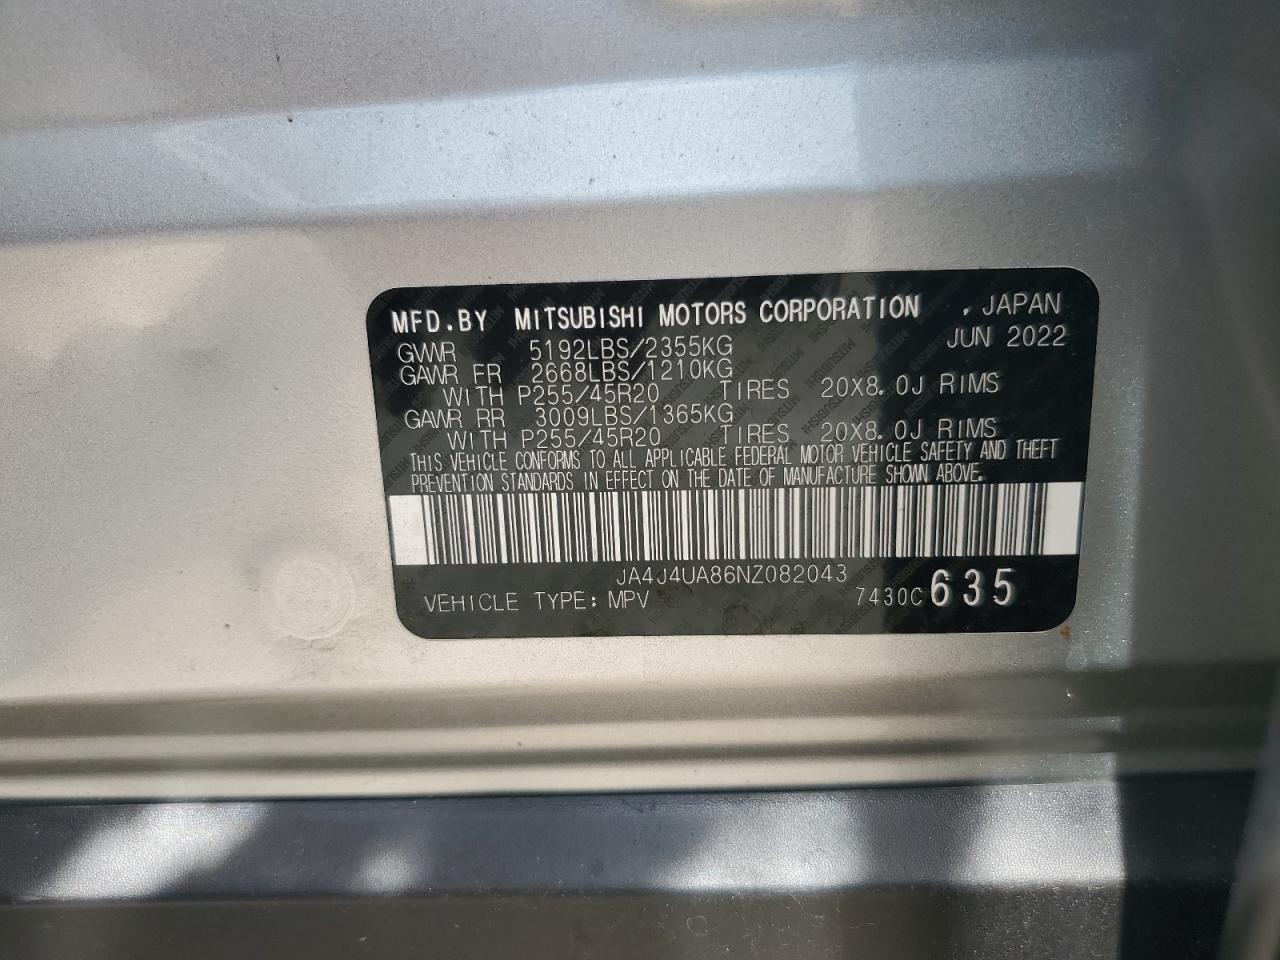 MFD.BY MITSUBISHI MOTORS CORPORATION , JAPAN
JUN 2022
GVWR 5192LBS/2355KG
GAWR FR 2668LBS/1210KG
WITH P255/45R20 TIRES 20X8.0J RIMS
GAWR RR 3009LBS/1365KG
WITH P255/45R20 TIRES 20X8.0J RIMS
THIS VEHICLE CONFORMS TO ALL APPLICABLE FEDERAL MOTOR VEHICLE SAFETY AND THEFT
PREVENTION STANDARDS IN EFFECT ON THE DATE OF MANUFACTURE SHOWN ABOVE.
JA4J4UA86NZ082043
VEHICLE TYPE: MPV 7430C 635